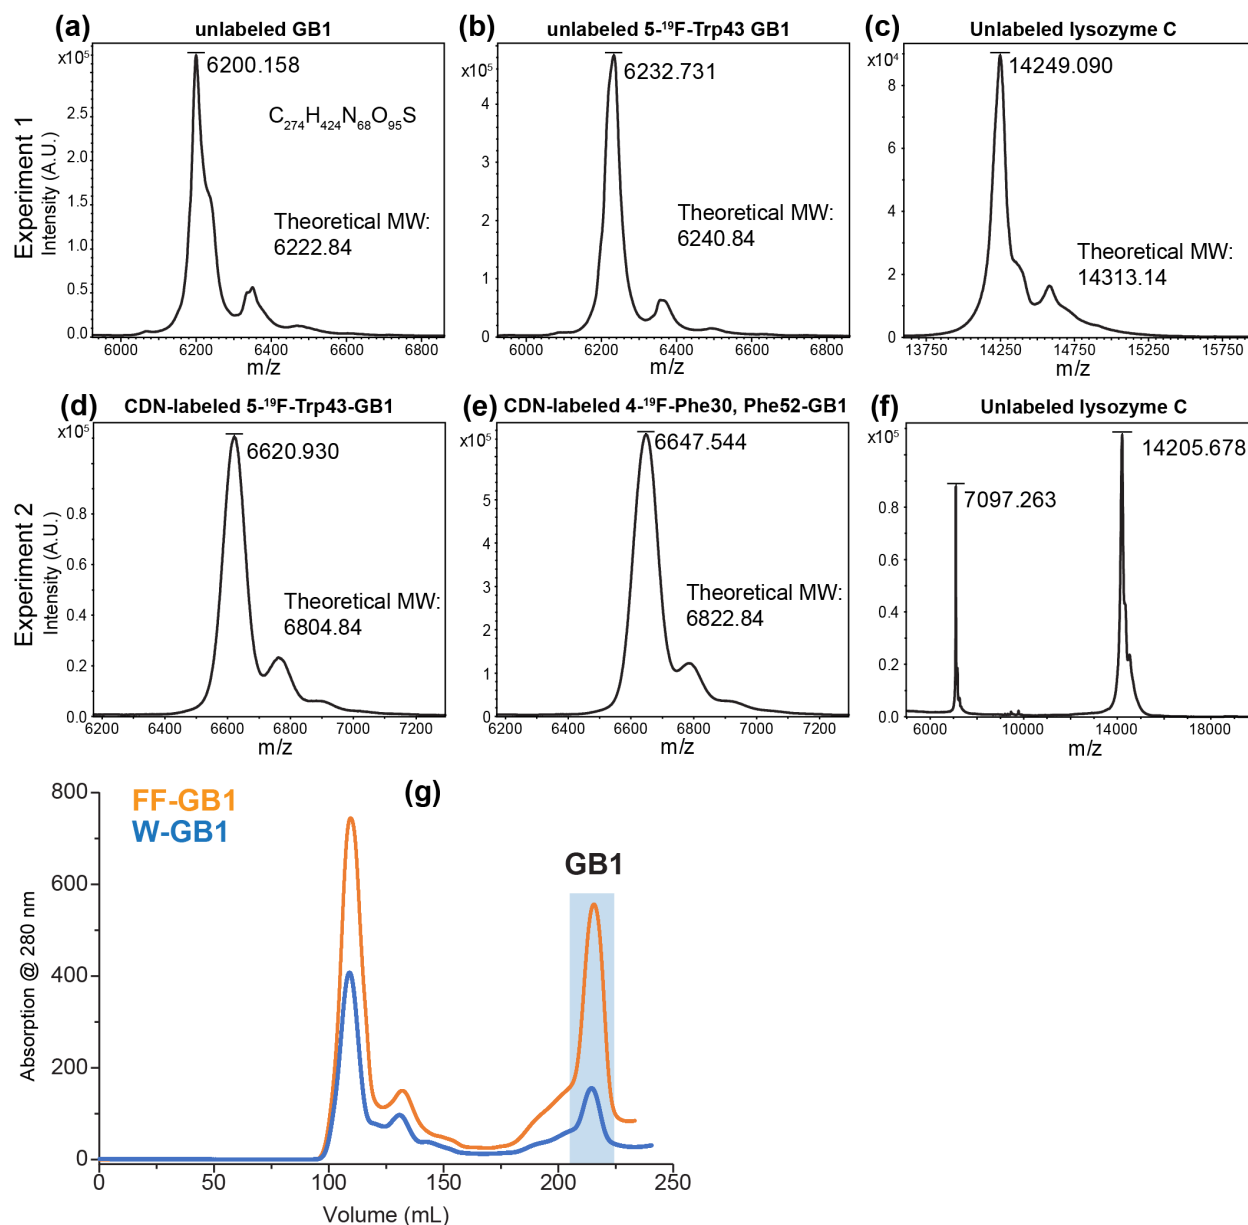 (a) unlabeled GB1
x10⁵
6200.158
C₂₇₄H₄₂₄N₆₈O₉₅S
Theoretical MW:
6222.84
2.5
2.0
1.5
1.0
0.5
0.0
6000 6200 6400 6600 6800
m/z
Experiment 1
Intensity (A.U.)
(b) unlabeled 5-¹⁹F-Trp43 GB1
x10⁵
6232.731
Theoretical MW:
6240.84
4
3
2
1
0
6000 6200 6400 6600 6800
m/z
(c) Unlabeled lysozyme C
x10⁴
14249.090
Theoretical MW:
14313.14
8
6
4
2
0
13750 14250 14750 15250 15750
m/z
(d) CDN-labeled 5-¹⁹F-Trp43-GB1
x10⁵
6620.930
Theoretical MW:
6804.84
0.8
0.6
0.4
0.2
0.0
6200 6400 6600 6800 7000 7200
m/z
Experiment 2
Intensity (A.U.)
(e) CDN-labeled 4-¹⁹F-Phe30, Phe52-GB1
x10⁵
6647.544
Theoretical MW:
6822.84
5
4
3
2
1
0
6200 6400 6600 6800 7000 7200
m/z
(f) Unlabeled lysozyme C
x10⁵
14205.678
7097.263
0.8
0.6
0.4
0.2
0.0
6000 10000 14000 18000
m/z
(g)
FF-GB1
W-GB1
GB1
800
600
400
200
0
0 50 100 150 200 250
Absorption @ 280 nm
Volume (mL)